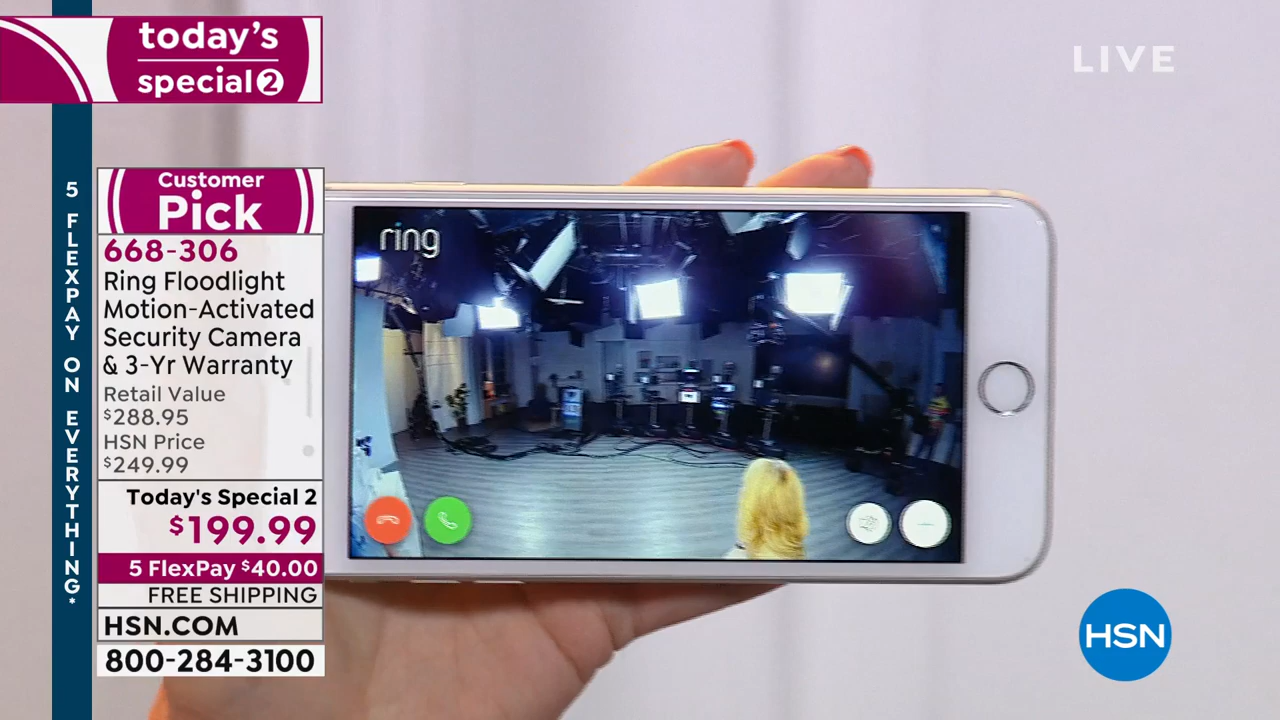 today's
special 2
LIVE
5 FLEXPAY ON EVERYTHING*
Customer
Pick
668-306
Ring Floodlight
Motion-Activated
Security Camera
& 3-Yr Warranty
Retail Value
$288.95
HSN Price
$249.99
Today's Special 2
$199.99
5 FlexPay $40.00
FREE SHIPPING
HSN.COM
800-284-3100
ring
HSN